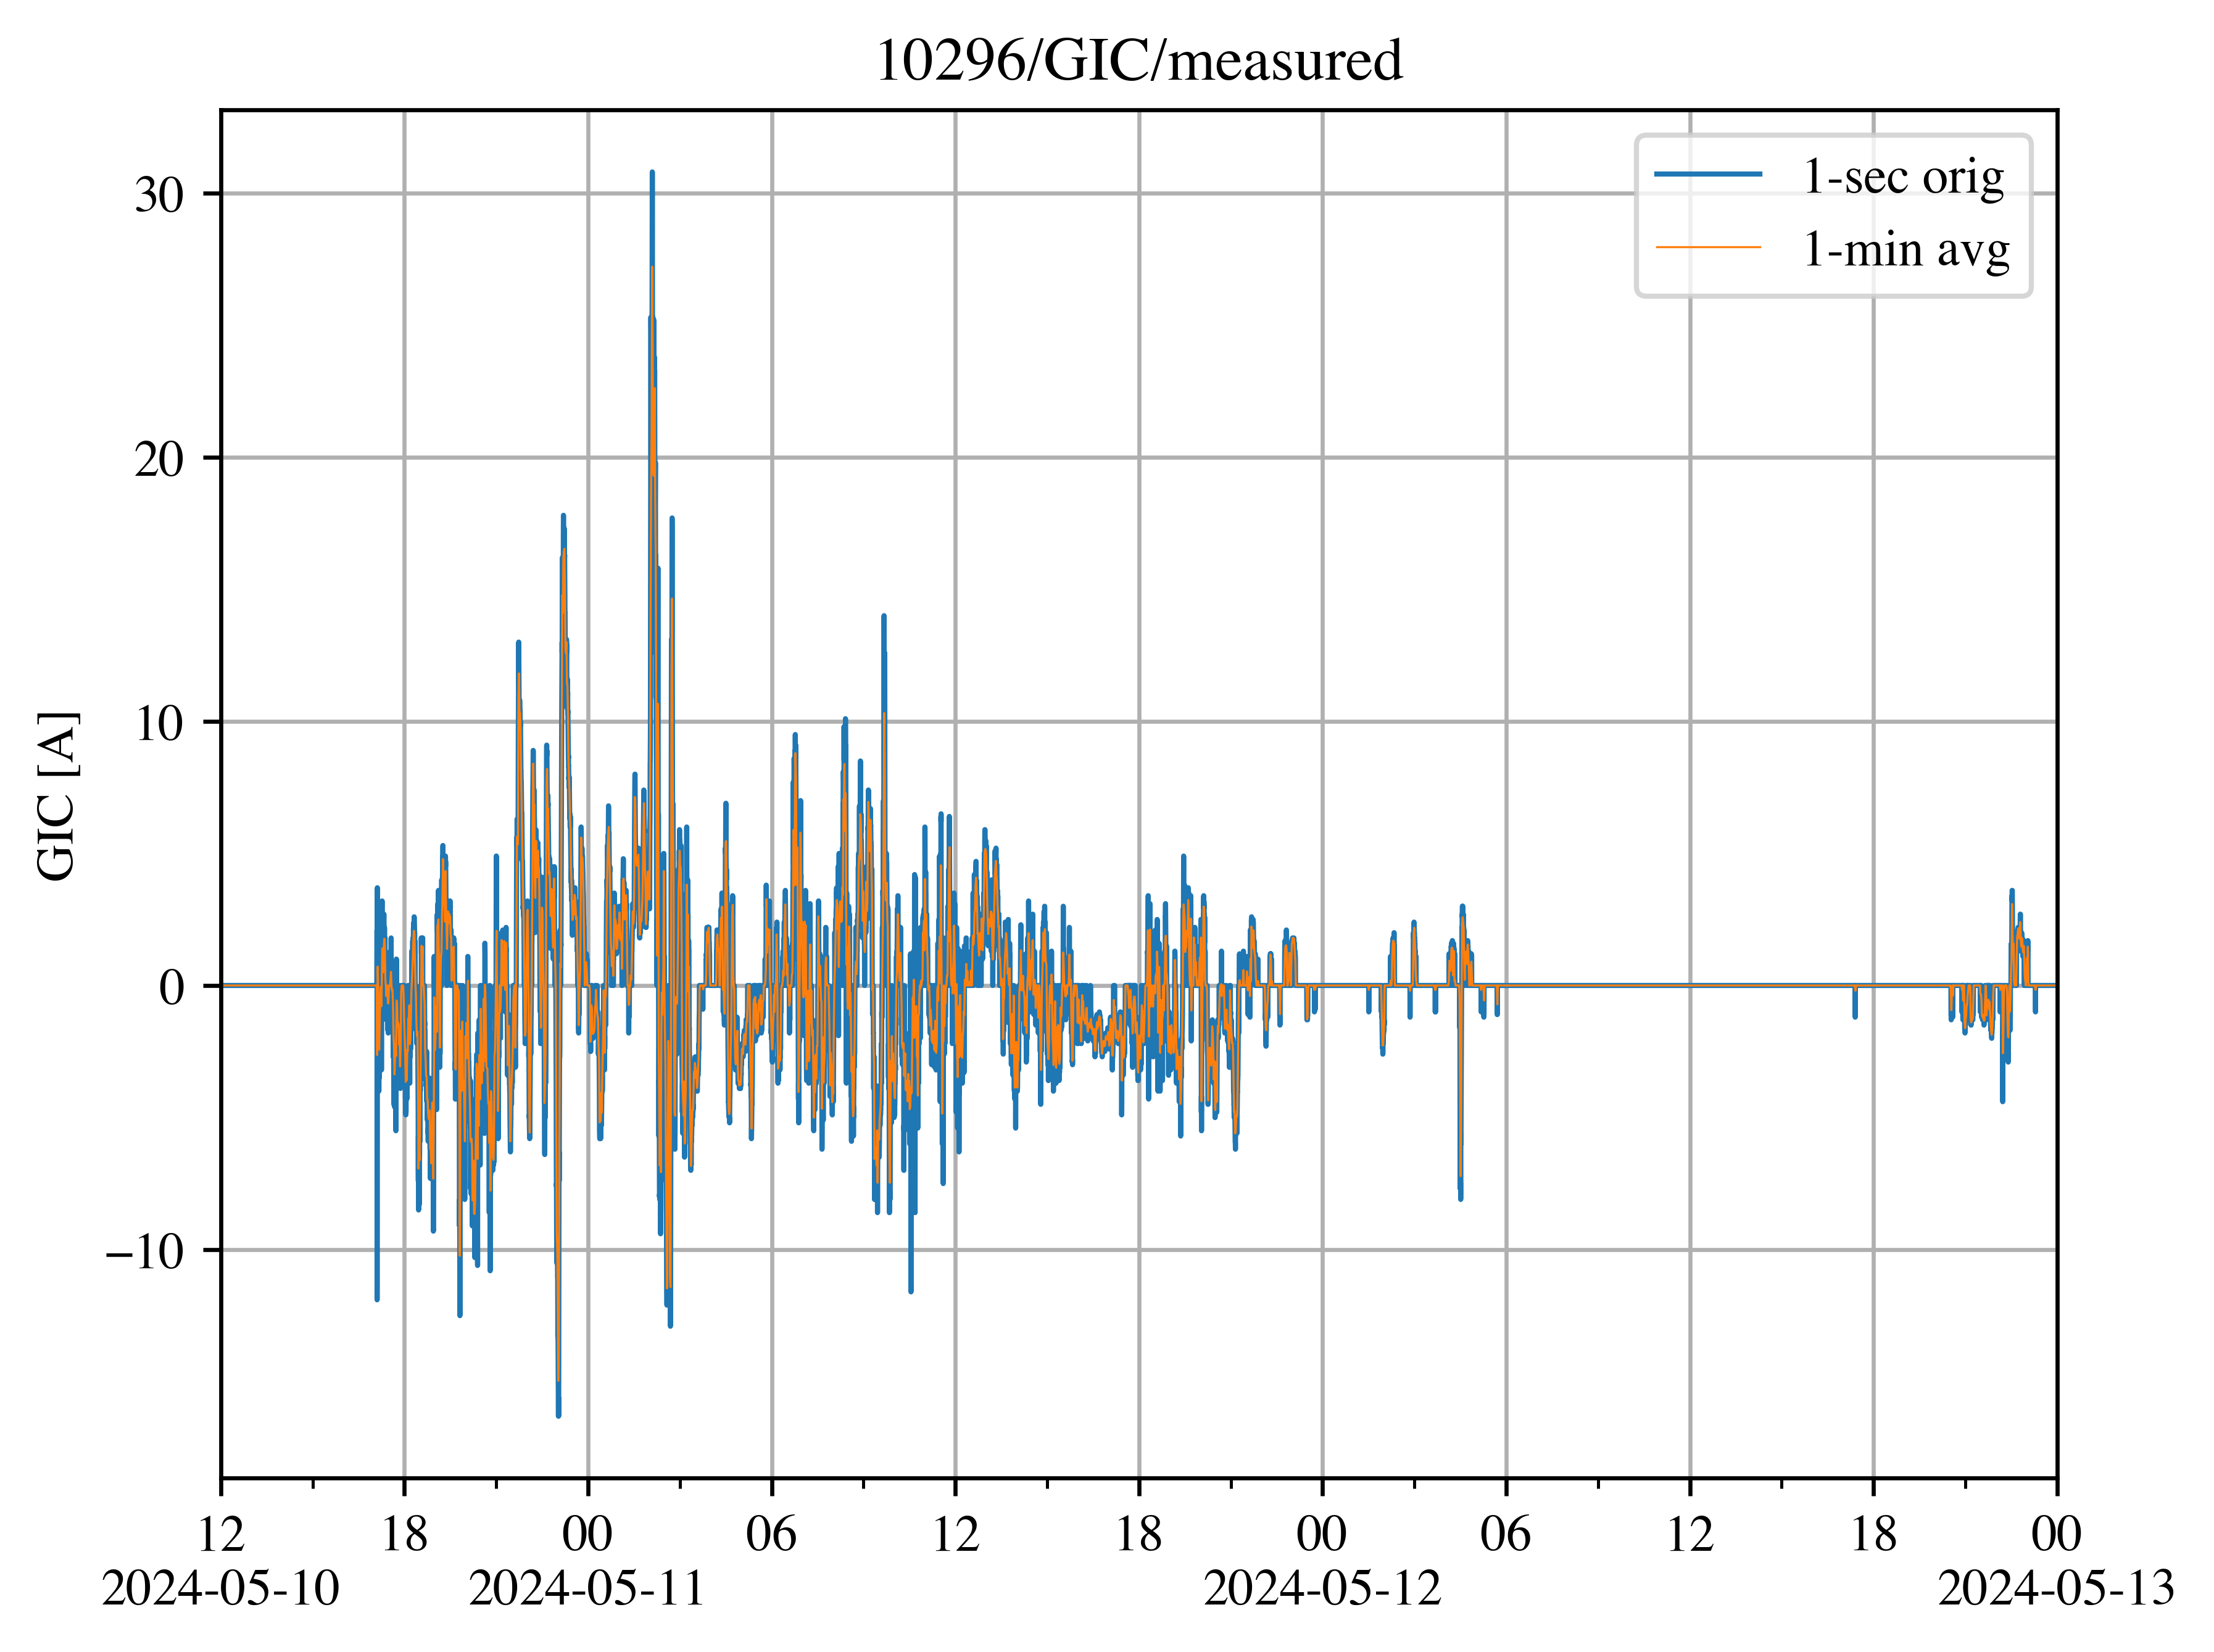 10296/GIC/measured
1-sec orig
1-min avg
30
20
10
0
−10
GIC [A]
12 18 00 06 12 18 00 06 12 18 00
2024-05-10 2024-05-11 2024-05-12 2024-05-13